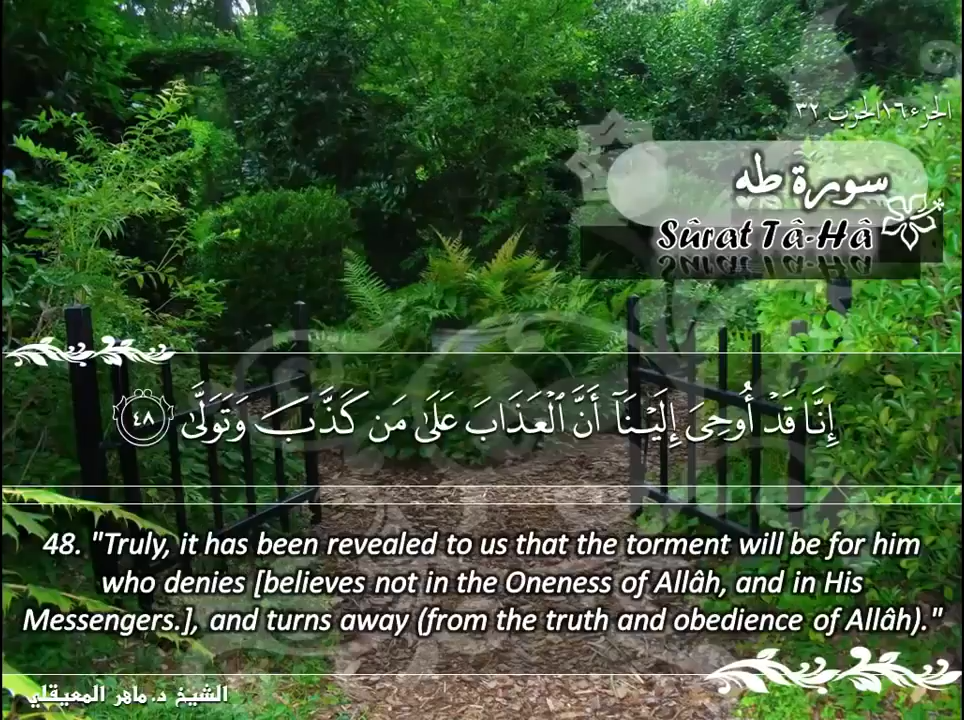 الجزء ١٦ الحزب ٣٢
سورة طه
Sûrat Tâ-Hâ
إِنَّا قَدْ أُوحِيَ إِلَيْنَآ أَنَّ ٱلْعَذَابَ عَلَىٰ مَن كَذَّبَ وَتَوَلَّىٰ ٤٨
48. "Truly, it has been revealed to us that the torment will be for him
who denies [believes not in the Oneness of Allâh, and in His
Messengers.], and turns away (from the truth and obedience of Allâh)."
الشيخ د. ماهر المعيقلي